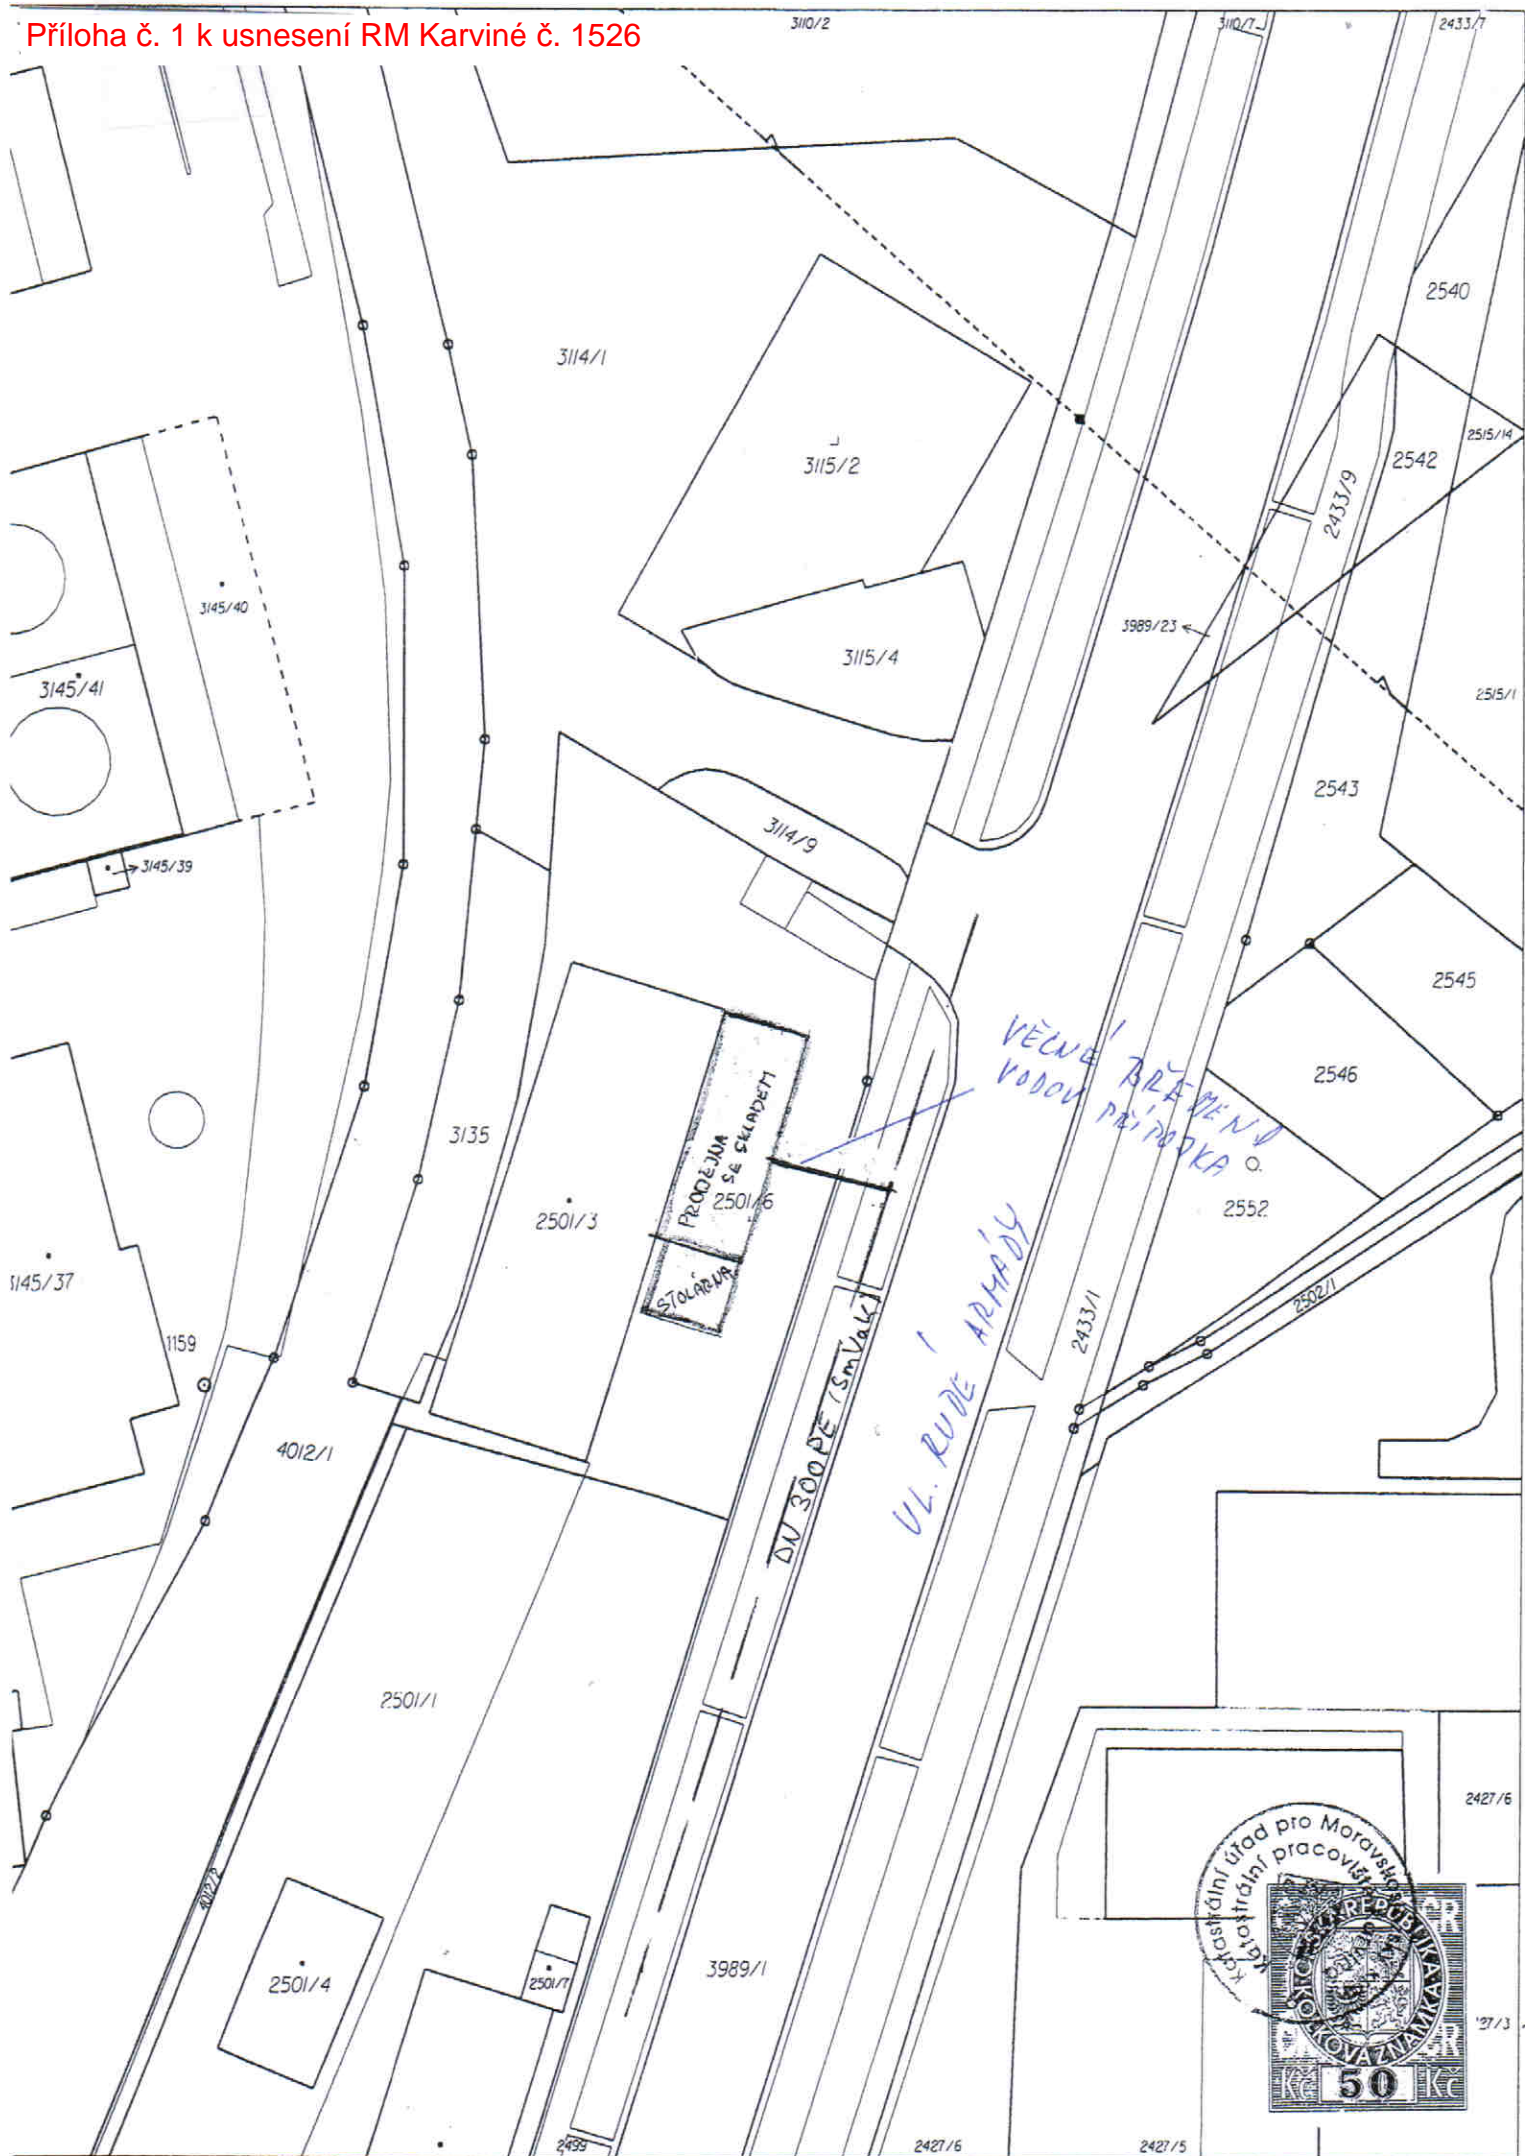 Příloha č. 1 k usnesení RM Karviné č. 1526
3110/2
3110/7
2433/7
2540
3114/1
3115/2
2542
2515/14
2433/9
3145/40
3989/23
3115/4
3145/41
2515/1
2543
3114/9
3145/39
2545
VĚCNÉ BŘEMENO
VODOV PŘÍPOJKA
2546
3135
PRODEJNA
SE SKLADEM
2501/6
2501/3
2552
3145/37
STOLÁRNA
UL. RUDÉ ARMÁDY
2433/1
2502/1
1159
DN 300 PE (SmVaK)
4012/1
2501/1
2427/6
4012/2
Katastrální úřad pro Moravskoslezský
Katastrální pracoviště
2501/4
2501/7
3989/1
ČESKÁ REPUBLIKA
KOLKOVÁ ZNÁMKA
ČR
Kč 50 Kč
27/3
2499
2427/6
2427/5